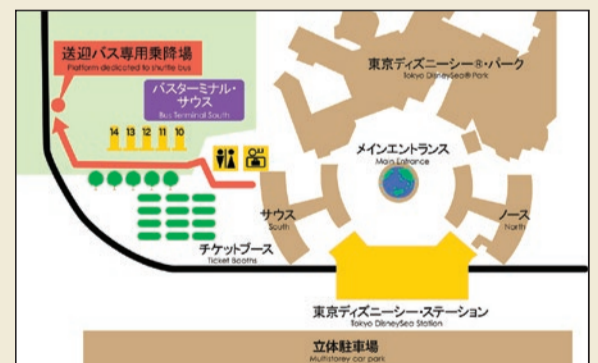 送迎バス専用乗降場
Platform dedicated to shuttle bus
東京ディズニーシー®・パーク
Tokyo DisneySea® Park
バスターミナル・
サウス
Bus Terminal South
14 13 12 11 10
メインエントランス
Main Entrance
サウス
South
ノース
North
チケットブース
Ticket Booths
東京ディズニーシー・ステーション
Tokyo DisneySea Station
立体駐車場
Multistorey car park